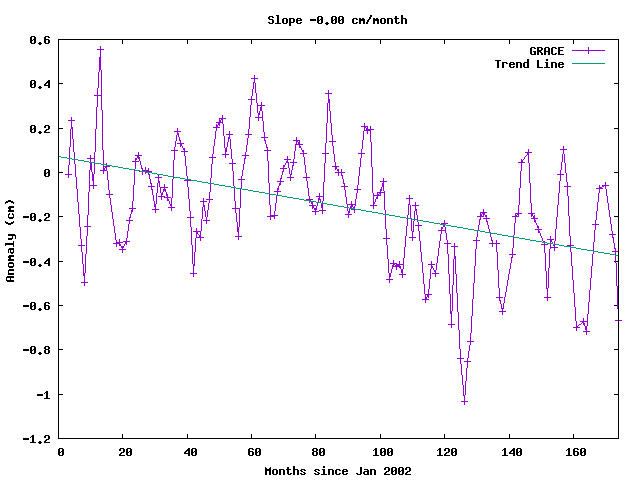 Slope -0.00 cm/month
GRACE
Trend Line
0.6
0.4
0.2
0
-0.2
-0.4
-0.6
-0.8
-1
-1.2
Anomaly (cm)
0 20 40 60 80 100 120 140 160
Months since Jan 2002